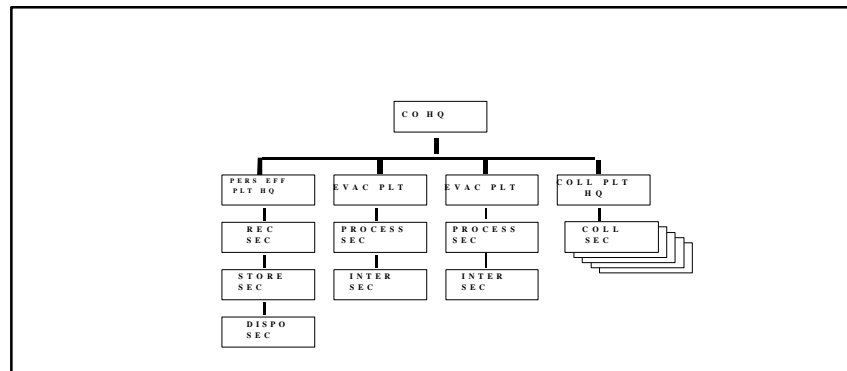 CO HQ
PERS EFF
PLT HQ
EVAC PLT
EVAC PLT
COLL PLT
HQ
REC
SEC
PROCESS
SEC
PROCESS
SEC
COLL
SEC
STORE
SEC
INTER
SEC
INTER
SEC
DISPO
SEC